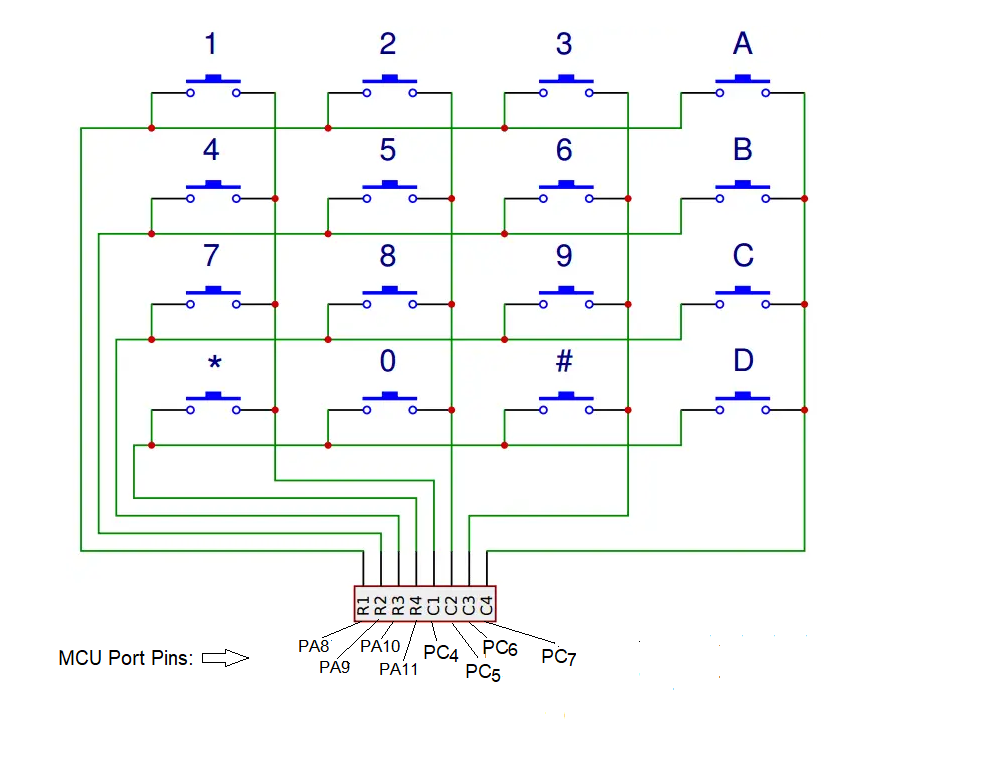 1 2 3 A
4 5 6 B
7 8 9 C
* 0 # D
R1 R2 R3 R4 C1 C2 C3 C4
PA8 PA10 PC4 PC6 PC7
MCU Port Pins: PA9 PA11 PC5